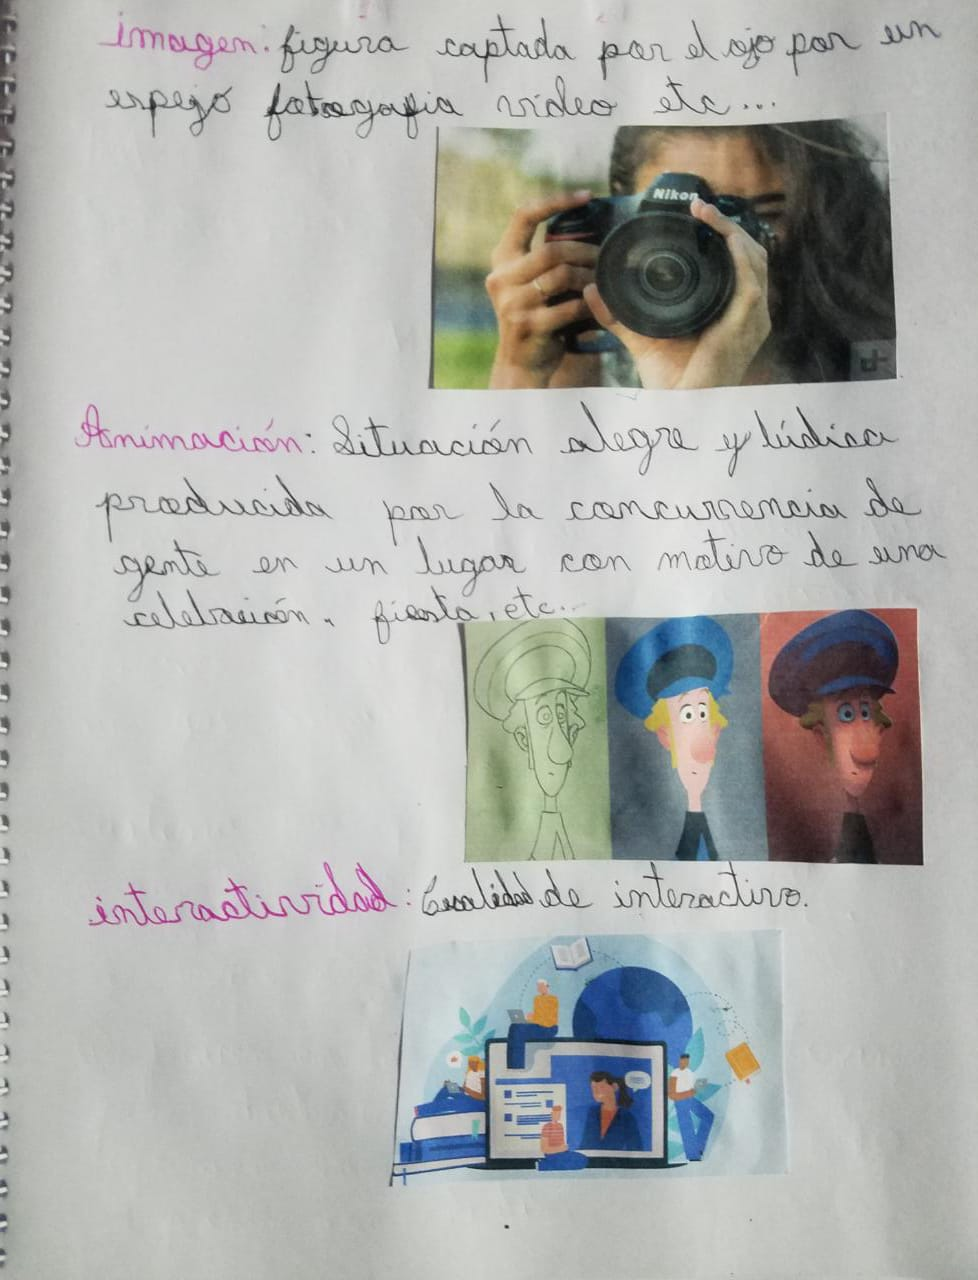 imagen: figura captada por el ojo por un
espejo fotografia video etc...
Nikon
Animación: Situación alegre y lúdica
producida por la concurrencia de
gente en un lugar con motivo de una
celebración, fiesta, etc..
interactividad: Cualidad de interactivo.